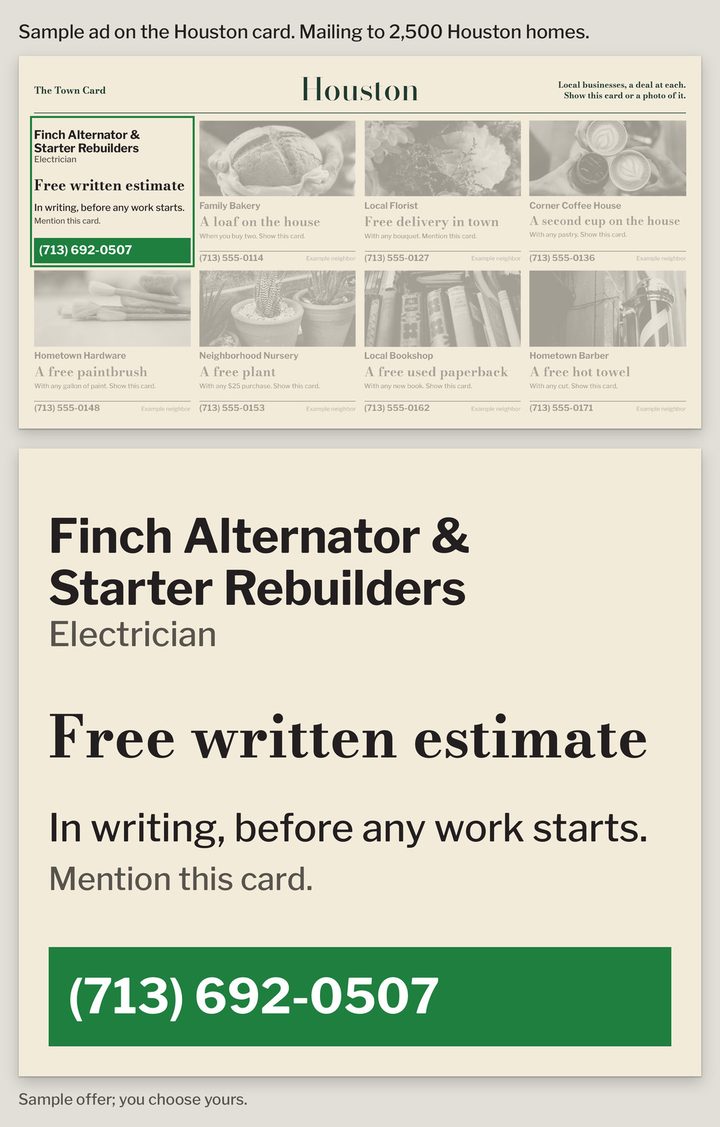 Sample ad on the Houston card. Mailing to 2,500 Houston homes.
The Town Card
Houston
Local businesses, a deal at each.
Show this card or a photo of it.
Finch Alternator &
Starter Rebuilders
Electrician
Free written estimate
In writing, before any work starts.
Mention this card.
(713) 692-0507
Family Bakery
A loaf on the house
When you buy two. Show this card.
(713) 555-0114
Example neighbor
Local Florist
Free delivery in town
With any bouquet. Mention this card.
(713) 555-0127
Example neighbor
Corner Coffee House
A second cup on the house
With any pastry. Show this card.
(713) 555-0136
Example neighbor
Hometown Hardware
A free paintbrush
With any gallon of paint. Show this card.
(713) 555-0148
Example neighbor
Neighborhood Nursery
A free plant
With any $25 purchase. Show this card.
(713) 555-0153
Example neighbor
Local Bookshop
A free used paperback
With any new book. Show this card.
(713) 555-0162
Example neighbor
Hometown Barber
A free hot towel
With any cut. Show this card.
(713) 555-0171
Example neighbor
Finch Alternator &
Starter Rebuilders
Electrician
Free written estimate
In writing, before any work starts.
Mention this card.
(713) 692-0507
Sample offer; you choose yours.